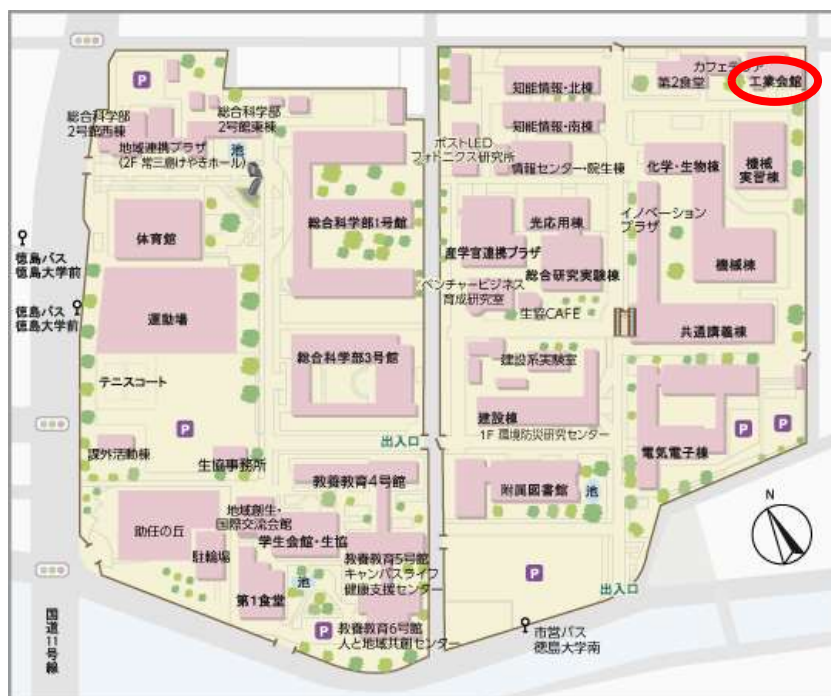 P
総合科学部
2号館西棟
総合科学部
2号館東棟
地域連携プラザ
(2F 常三島けやきホール)
池
体育館
総合科学部1号館
徳島バス
徳島大学前
徳島バス
徳島大学前
運動場
テニスコート
総合科学部3号館
P
課外活動棟
生協事務所
出入口
教養教育4号館
助任の丘
地域創生・
国際交流会館
学生会館・生協
駐輪場
教養教育5号館
キャンパスライフ
健康支援センター
池
第1食堂
P
教養教育6号館
人と地域共創センター
国道11号線
知能情報・北棟
知能情報・南棟
ポストLED
フォトニクス研究所
情報センター・院生棟
カフェテリア
第2食堂
工業会館
化学・生物棟
機械
実習棟
イノベーション
プラザ
光応用棟
産学官連携プラザ
総合研究実験棟
機械棟
ベンチャービジネス
育成研究室
生協CAFE
共通講義棟
建設系実験室
建設棟
1F 環境防災研究センター
電気電子棟
P
P
附属図書館
池
P
出入口
市営バス
徳島大学南
N